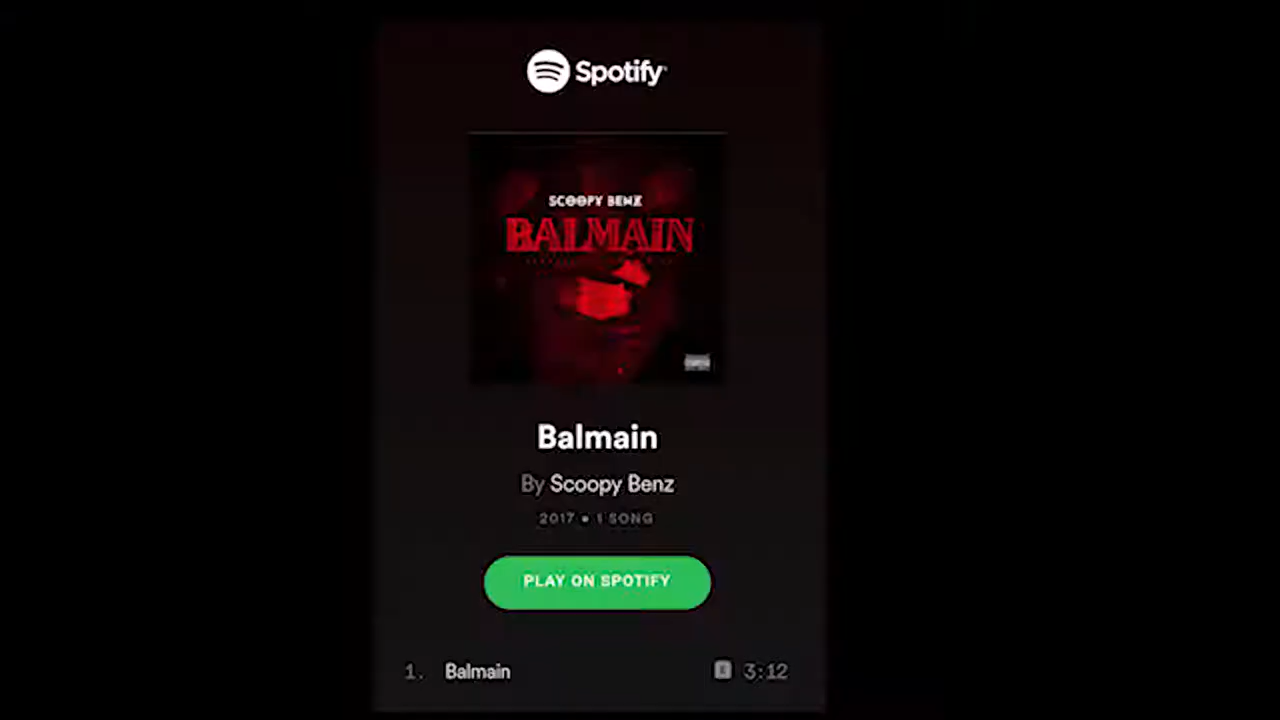 Spotify
SCOOPY BENZ
BALMAIN
Balmain
By Scoopy Benz
2017 • 1 SONG
PLAY ON SPOTIFY
1. Balmain 3:12